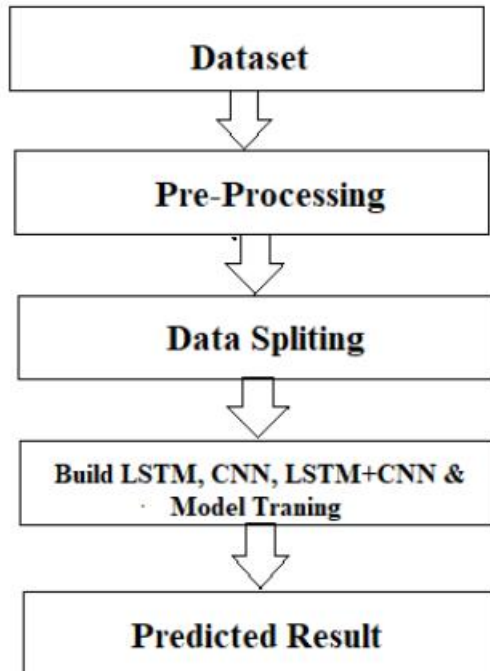 Dataset
Pre-Processing
Data Spliting
Build LSTM, CNN, LSTM+CNN &
Model Traning
Predicted Result